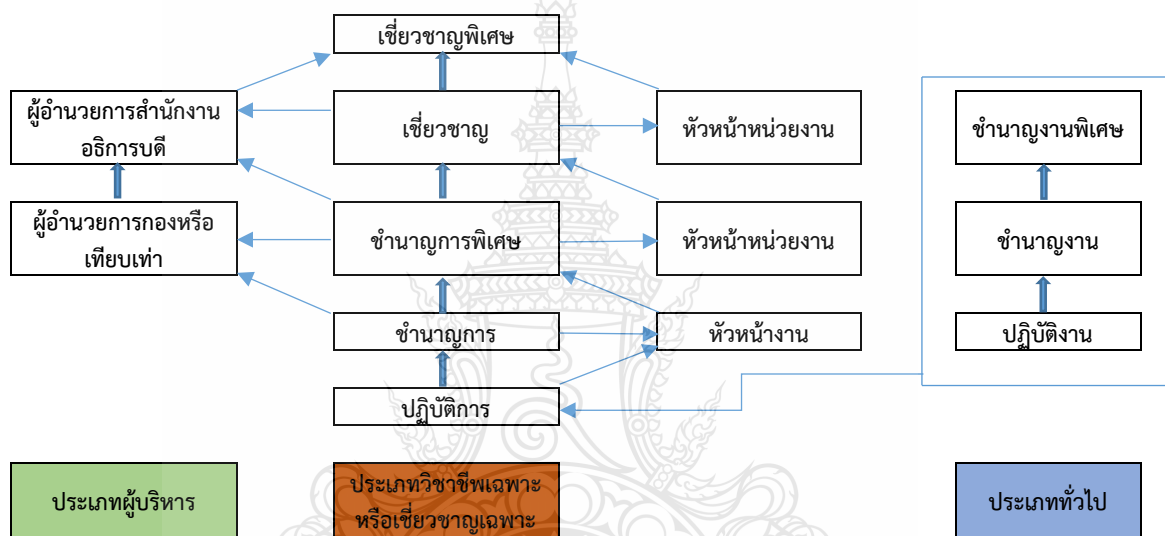 เชี่ยวชาญพิเศษ
ผู้อำนวยการสำนักงาน
อธิการบดี
เชี่ยวชาญ
หัวหน้าหน่วยงาน
ชำนาญงานพิเศษ
ผู้อำนวยการกองหรือ
เทียบเท่า
ชำนาญการพิเศษ
หัวหน้าหน่วยงาน
ชำนาญงาน
ชำนาญการ
หัวหน้างาน
ปฏิบัติงาน
ปฏิบัติการ
ประเภทผู้บริหาร
ประเภทวิชาชีพเฉพาะ
หรือเชี่ยวชาญเฉพาะ
ประเภททั่วไป